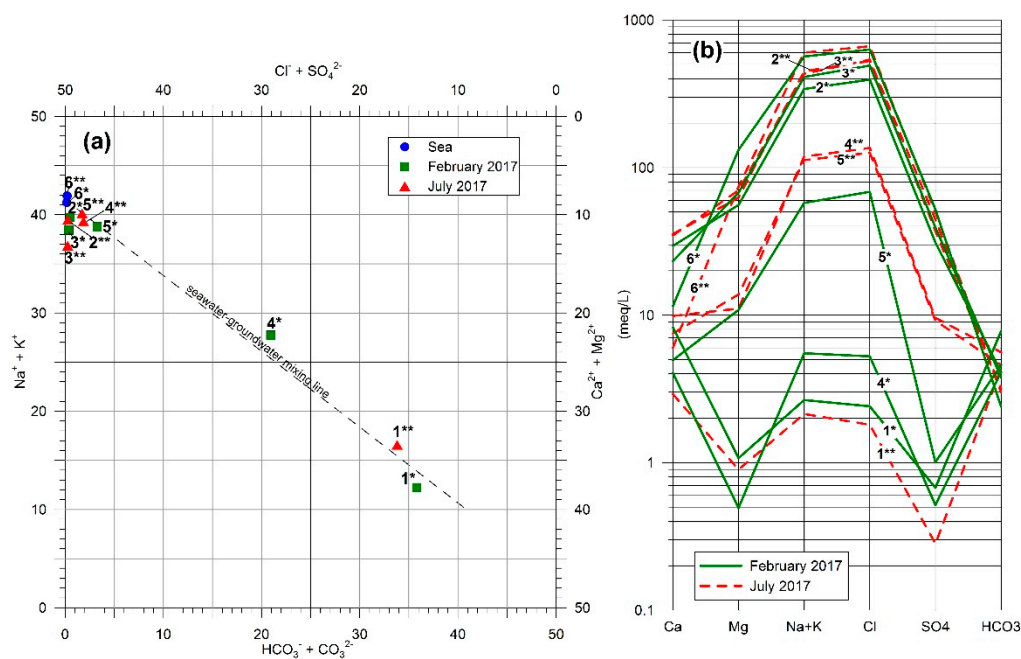 Cl⁻ + SO₄²⁻
50 40 30 20 10 0
(a)
Sea
February 2017
July 2017
50
40
30
20
10
0
Na⁺ + K⁺
0
10
20
30
40
50
Ca²⁺ + Mg²⁺
6**
6*
2*
5**
4**
5*
2**
3*
3**
seawater-groundwater mixing line
4*
1**
1*
0 10 20 30 40 50
HCO₃⁻ + CO₃²⁻
(b)
1000
100
10
1
0.1
(meq/L)
2**
3**
3*
2*
4**
5**
6*
5*
6**
4*
1*
1**
February 2017
July 2017
Ca Mg Na+K Cl SO4 HCO3